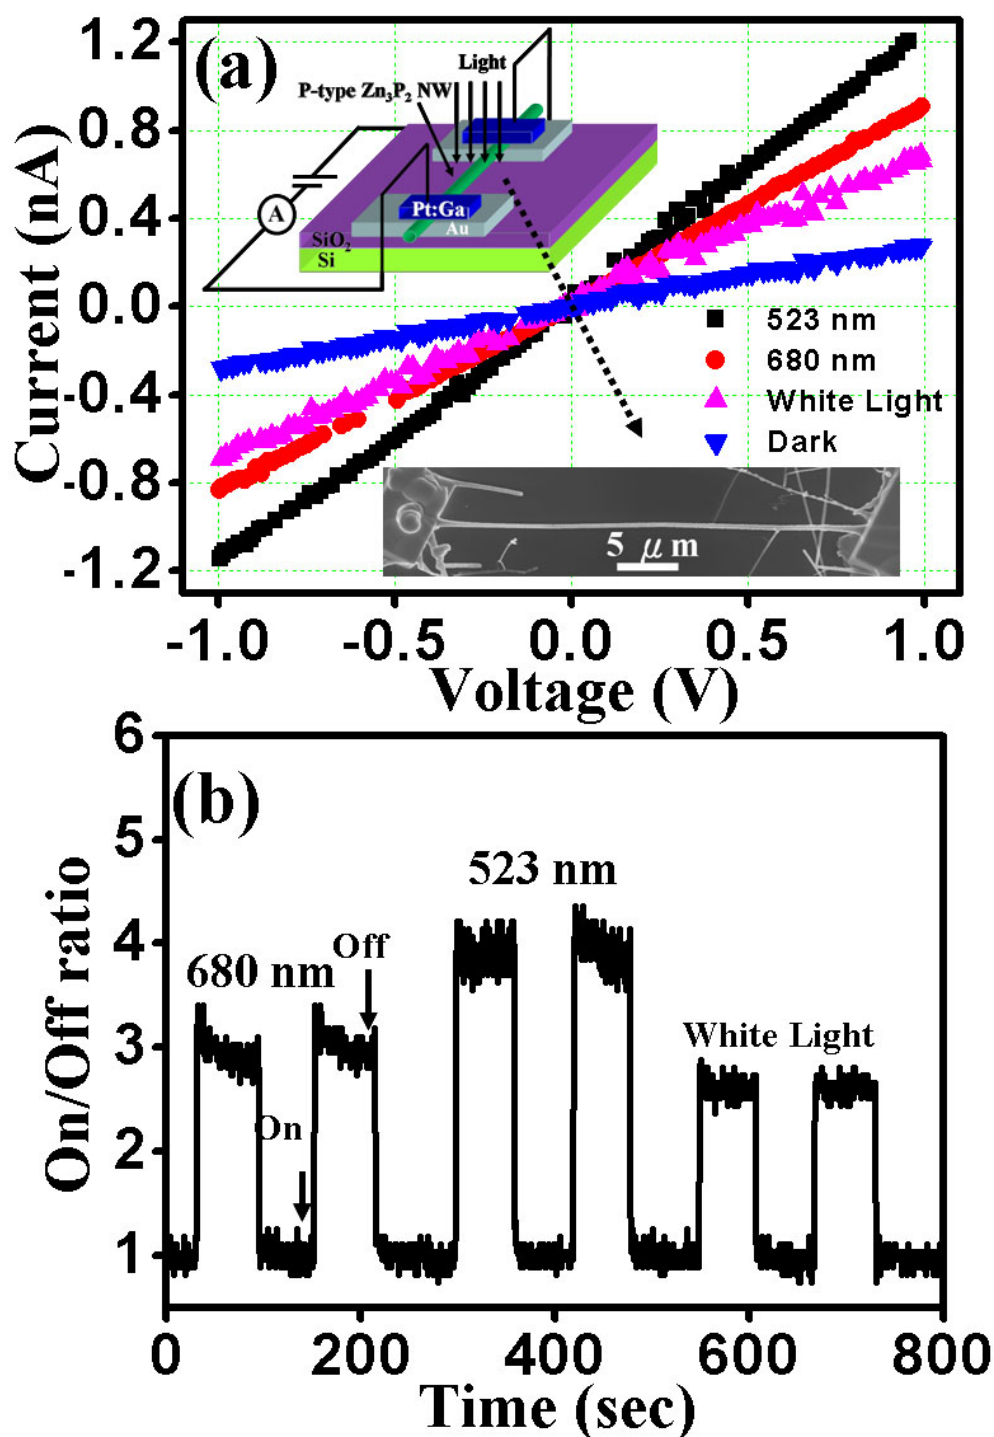 (a)
Light
P-type Zn₃P₂ NW
A
Pt:Ga
Au
SiO₂
Si
1.2
0.8
0.4
0.0
-0.4
-0.8
-1.2
Current (nA)
523 nm
680 nm
White Light
Dark
5 μm
-1.0
-0.5
0.0
0.5
1.0
Voltage (V)
(b)
6
5
4
3
2
1
On/Off ratio
680 nm
On
Off
523 nm
White Light
0
200
400
600
800
Time (sec)